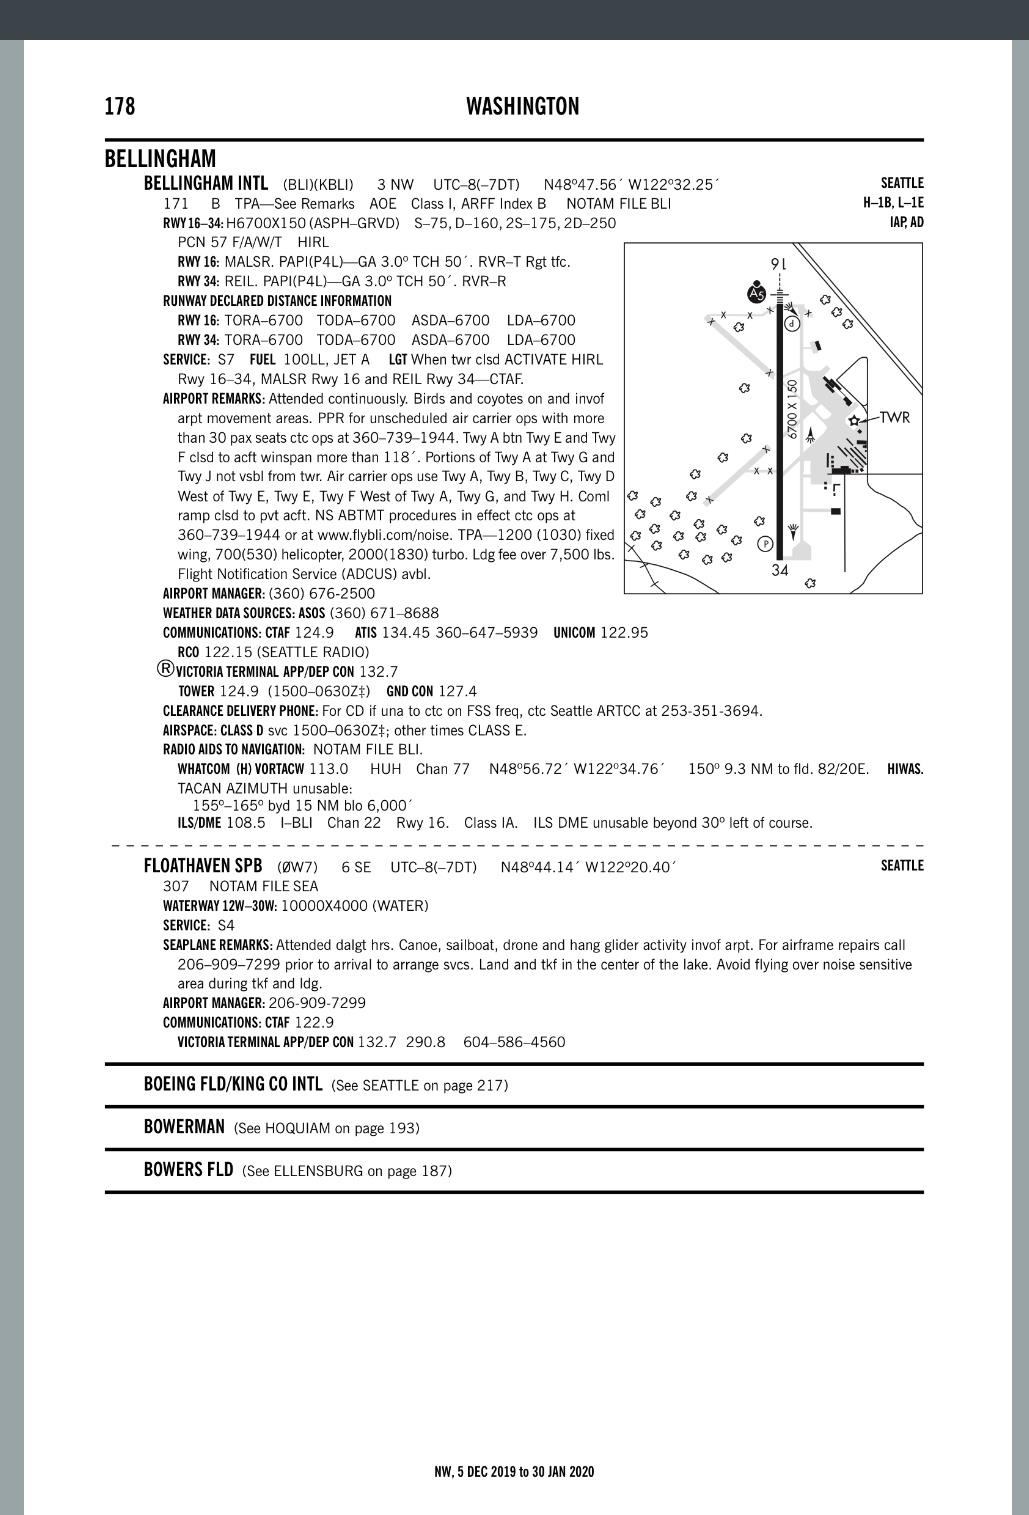 178 WASHINGTON
BELLINGHAM
BELLINGHAM INTL (BLI)(KBLI) 3 NW UTC–8(–7DT) N48º47.56´ W122º32.25´ SEATTLE
171 B TPA—See Remarks AOE Class I, ARFF Index B NOTAM FILE BLI H–1B, L–1E
RWY 16–34: H6700X150 (ASPH–GRVD) S–75, D–160, 2S–175, 2D–250 IAP, AD
PCN 57 F/A/W/T HIRL
RWY 16: MALSR. PAPI(P4L)—GA 3.0º TCH 50´. RVR–T Rgt tfc.
RWY 34: REIL. PAPI(P4L)—GA 3.0º TCH 50´. RVR–R
RUNWAY DECLARED DISTANCE INFORMATION
RWY 16: TORA–6700 TODA–6700 ASDA–6700 LDA–6700
RWY 34: TORA–6700 TODA–6700 ASDA–6700 LDA–6700
SERVICE: S7 FUEL 100LL, JET A LGT When twr clsd ACTIVATE HIRL
Rwy 16–34, MALSR Rwy 16 and REIL Rwy 34—CTAF.
AIRPORT REMARKS: Attended continuously. Birds and coyotes on and invof
arpt movement areas. PPR for unscheduled air carrier ops with more
than 30 pax seats ctc ops at 360–739–1944. Twy A btn Twy E and Twy
F clsd to acft winspan more than 118´. Portions of Twy A at Twy G and
Twy J not vsbl from twr. Air carrier ops use Twy A, Twy B, Twy C, Twy D
West of Twy E, Twy E, Twy F West of Twy A, Twy G, and Twy H. Coml
ramp clsd to pvt acft. NS ABTMT procedures in effect ctc ops at
360–739–1944 or at www.flybli.com/noise. TPA—1200 (1030) fixed
wing, 700(530) helicopter, 2000(1830) turbo. Ldg fee over 7,500 lbs.
Flight Notification Service (ADCUS) avbl.
16
A5
P
6700 X 150
TWR
P
34
AIRPORT MANAGER: (360) 676-2500
WEATHER DATA SOURCES: ASOS (360) 671–8688
COMMUNICATIONS: CTAF 124.9 ATIS 134.45 360–647–5939 UNICOM 122.95
RCO 122.15 (SEATTLE RADIO)
Ⓡ VICTORIA TERMINAL APP/DEP CON 132.7
TOWER 124.9 (1500–0630Z‡) GND CON 127.4
CLEARANCE DELIVERY PHONE: For CD if una to ctc on FSS freq, ctc Seattle ARTCC at 253-351-3694.
AIRSPACE: CLASS D svc 1500–0630Z‡; other times CLASS E.
RADIO AIDS TO NAVIGATION: NOTAM FILE BLI.
WHATCOM (H) VORTACW 113.0 HUH Chan 77 N48º56.72´ W122º34.76´ 150º 9.3 NM to fld. 82/20E. HIWAS.
TACAN AZIMUTH unusable:
155º–165º byd 15 NM blo 6,000´
ILS/DME 108.5 I–BLI Chan 22 Rwy 16. Class IA. ILS DME unusable beyond 30º left of course.
FLOATHAVEN SPB (ØW7) 6 SE UTC–8(–7DT) N48º44.14´ W122º20.40´ SEATTLE
307 NOTAM FILE SEA
WATERWAY 12W–30W: 10000X4000 (WATER)
SERVICE: S4
SEAPLANE REMARKS: Attended dalgt hrs. Canoe, sailboat, drone and hang glider activity invof arpt. For airframe repairs call
206–909–7299 prior to arrival to arrange svcs. Land and tkf in the center of the lake. Avoid flying over noise sensitive
area during tkf and ldg.
AIRPORT MANAGER: 206-909-7299
COMMUNICATIONS: CTAF 122.9
VICTORIA TERMINAL APP/DEP CON 132.7 290.8 604–586–4560
BOEING FLD/KING CO INTL (See SEATTLE on page 217)
BOWERMAN (See HOQUIAM on page 193)
BOWERS FLD (See ELLENSBURG on page 187)
NW, 5 DEC 2019 to 30 JAN 2020